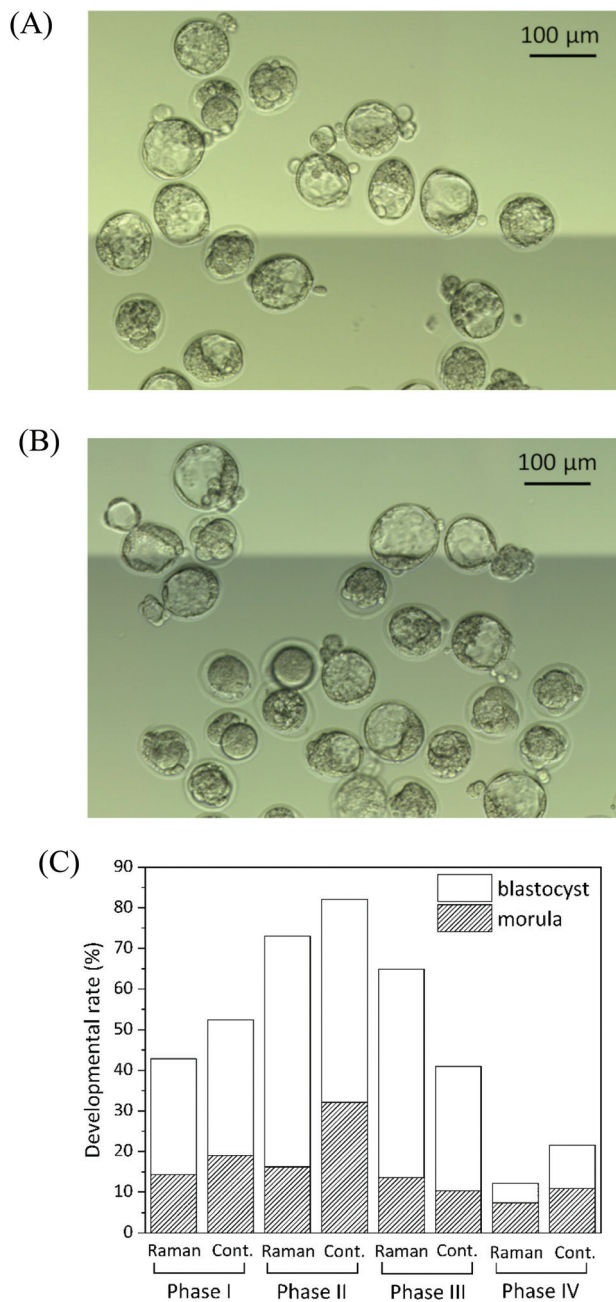 (A)
100 μm
(B)
100 μm
(C)
90
80
70
60
50
40
30
20
10
0
Developmental rate (%)
blastocyst
morula
Raman Cont. Raman Cont. Raman Cont. Raman Cont.
Phase I Phase II Phase III Phase IV